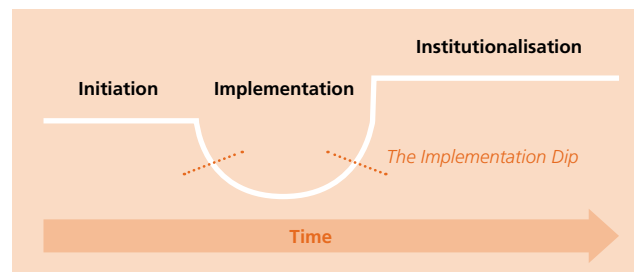 Institutionalisation
Initiation
Implementation
The Implementation Dip
Time